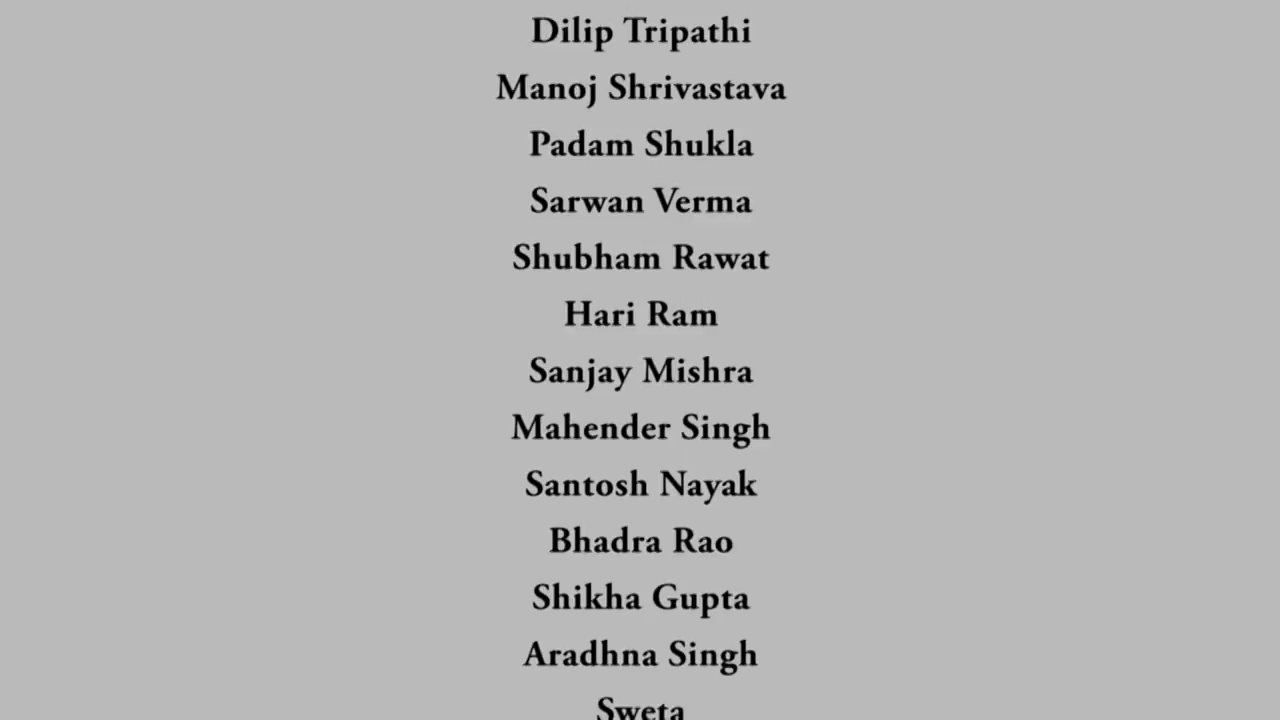 Dilip Tripathi
Manoj Shrivastava
Padam Shukla
Sarwan Verma
Shubham Rawat
Hari Ram
Sanjay Mishra
Mahender Singh
Santosh Nayak
Bhadra Rao
Shikha Gupta
Aradhna Singh
Sweta